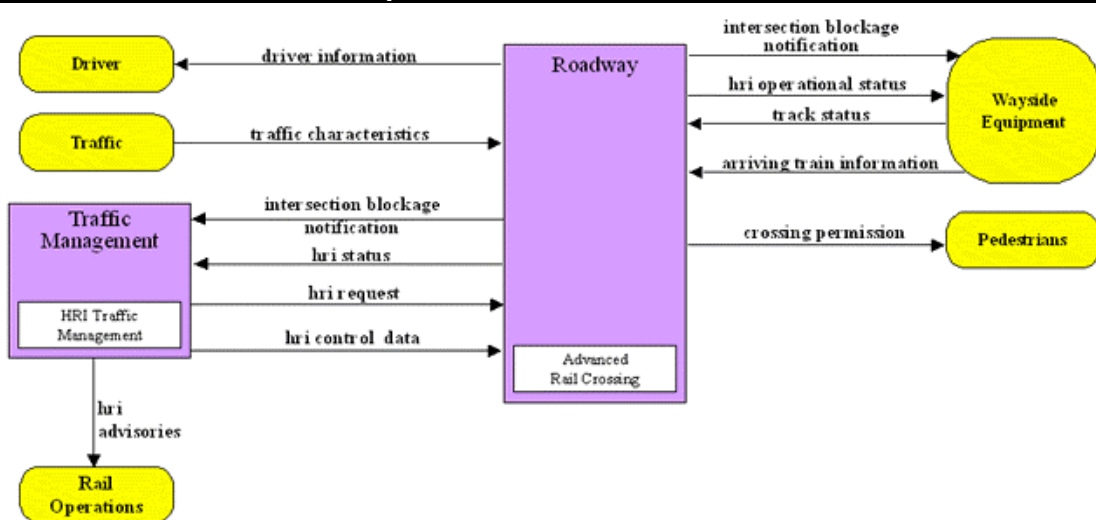 Driver
driver information
Traffic
traffic characteristics
Traffic
Management
HRI Traffic
Management
intersection blockage
notification
hri status
hri request
hri control data
hri
advisories
Rail
Operations
Roadway
Advanced
Rail Crossing
intersection blockage
notification
hri operational status
track status
arriving train information
crossing permission
Wayside
Equipment
Pedestrians